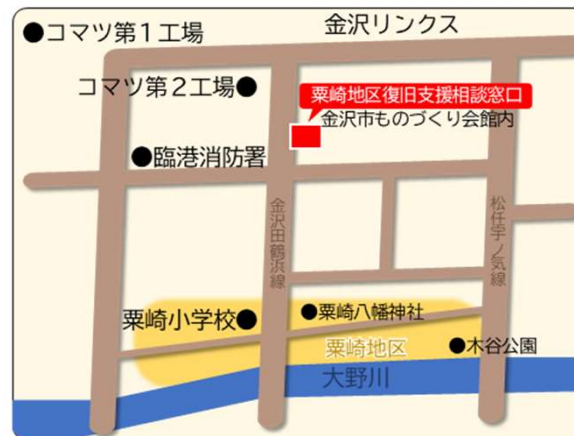 ●コマツ第１工場
金沢リンクス
コマツ第２工場●
粟崎地区復旧支援相談窓口
金沢市ものづくり会館内
●臨港消防署
金沢田鶴浜線
松任宇ノ気線
粟崎小学校●
●粟崎八幡神社
粟崎地区
●木谷公園
大野川